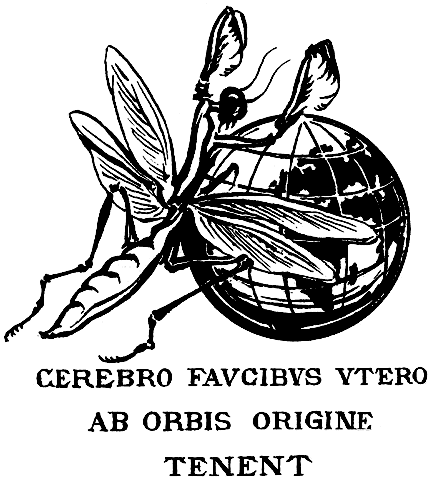 CEREBRO FAVCIBVS VTERO
AB ORBIS ORIGINE
TENENT